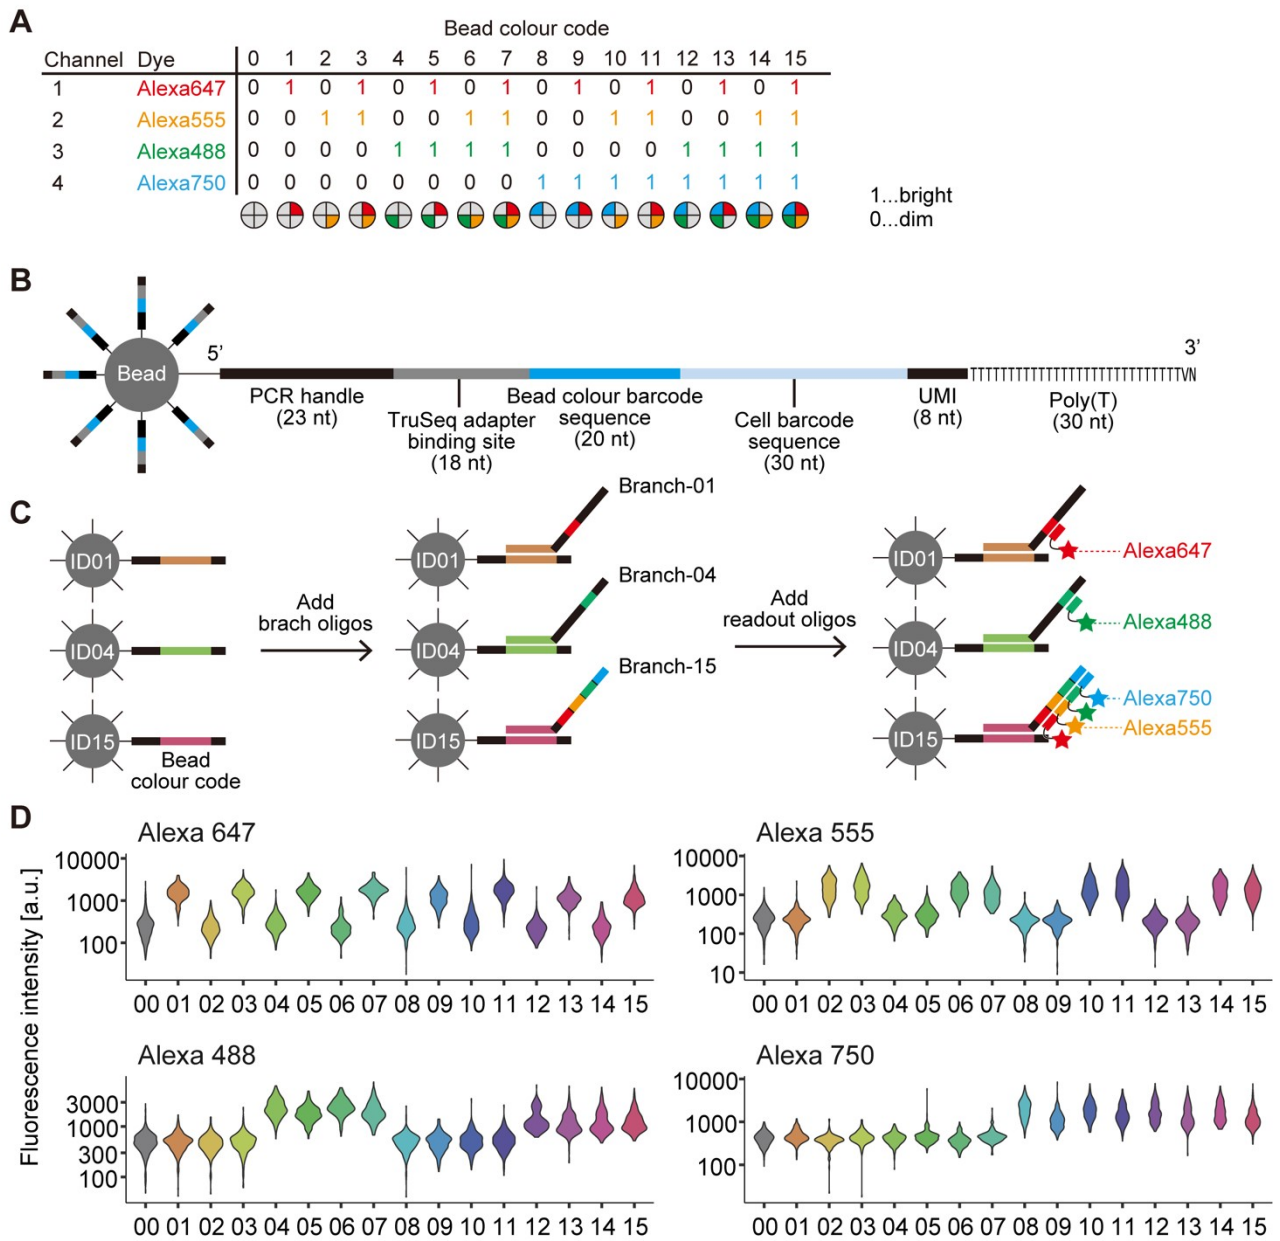 A
Bead colour code
Channel Dye 0 1 2 3 4 5 6 7 8 9 10 11 12 13 14 15
1 Alexa647 0 1 0 1 0 1 0 1 0 1 0 1 0 1 0 1
2 Alexa555 0 0 1 1 0 0 1 1 0 0 1 1 0 0 1 1
3 Alexa488 0 0 0 0 1 1 1 1 0 0 0 0 1 1 1 1
4 Alexa750 0 0 0 0 0 0 0 0 1 1 1 1 1 1 1 1
1...bright
0...dim
B
Bead
5’
3’
TTTTTTTTTTTTTTTTTTTTTTTTTTTTTTVN
PCR handle
(23 nt)
TruSeq adapter
binding site
(18 nt)
Bead colour barcode
sequence
(20 nt)
Cell barcode
sequence
(30 nt)
UMI
(8 nt)
Poly(T)
(30 nt)
C
ID01
ID04
ID15
Bead
colour code
Add
brach oligos
Branch-01
ID01
Branch-04
ID04
Branch-15
ID15
Add
readout oligos
ID01
Alexa647
ID04
Alexa488
ID15
Alexa750
Alexa555
D
Fluorescence intensity [a.u.]
Alexa 647
10000
1000
100
00 01 02 03 04 05 06 07 08 09 10 11 12 13 14 15
Alexa 555
10000
1000
100
10
00 01 02 03 04 05 06 07 08 09 10 11 12 13 14 15
Alexa 488
3000
1000
300
100
00 01 02 03 04 05 06 07 08 09 10 11 12 13 14 15
Alexa 750
10000
1000
100
00 01 02 03 04 05 06 07 08 09 10 11 12 13 14 15